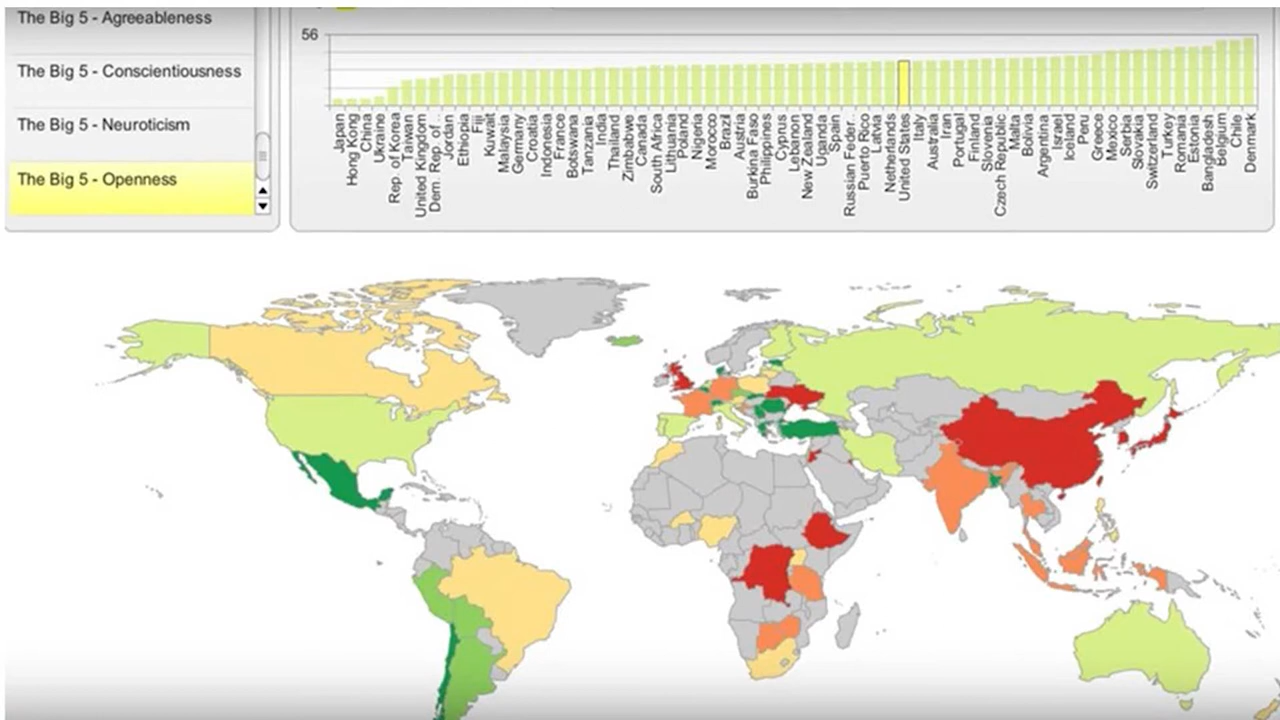 The Big 5 - Agreeableness
The Big 5 - Conscientiousness
The Big 5 - Neuroticism
The Big 5 - Openness
56
Japan
Hong Kong
China
Ukraine
Rep. of Korea
Taiwan
United Kingdom
Dem. Rep. of ...
Jordan
Ethiopia
Fiji
Kuwait
Malaysia
Germany
Croatia
Indonesia
France
Botswana
Tanzania
India
Thailand
Zimbabwe
Canada
South Africa
Lithuania
Poland
Nigeria
Morocco
Brazil
Austria
Burkina Faso
Philippines
Cyprus
Lebanon
New Zealand
Uganda
Spain
Russian Feder..
Puerto Rico
Latvia
Netherlands
United States
Italy
Australia
Iran
Portugal
Finland
Slovenia
Czech Republic
Malta
Bolivia
Argentina
Israel
Iceland
Peru
Greece
Mexico
Serbia
Slovakia
Switzerland
Turkey
Romania
Estonia
Bangladesh
Belgium
Chile
Denmark